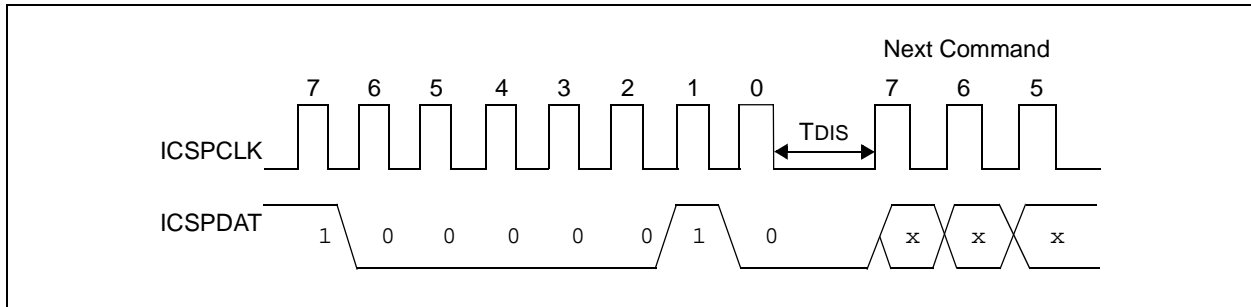 Next Command
7 6 5 4 3 2 1 0 7 6 5
TDIS
ICSPCLK
ICSPDAT
1 0 0 0 0 0 1 0 x x x